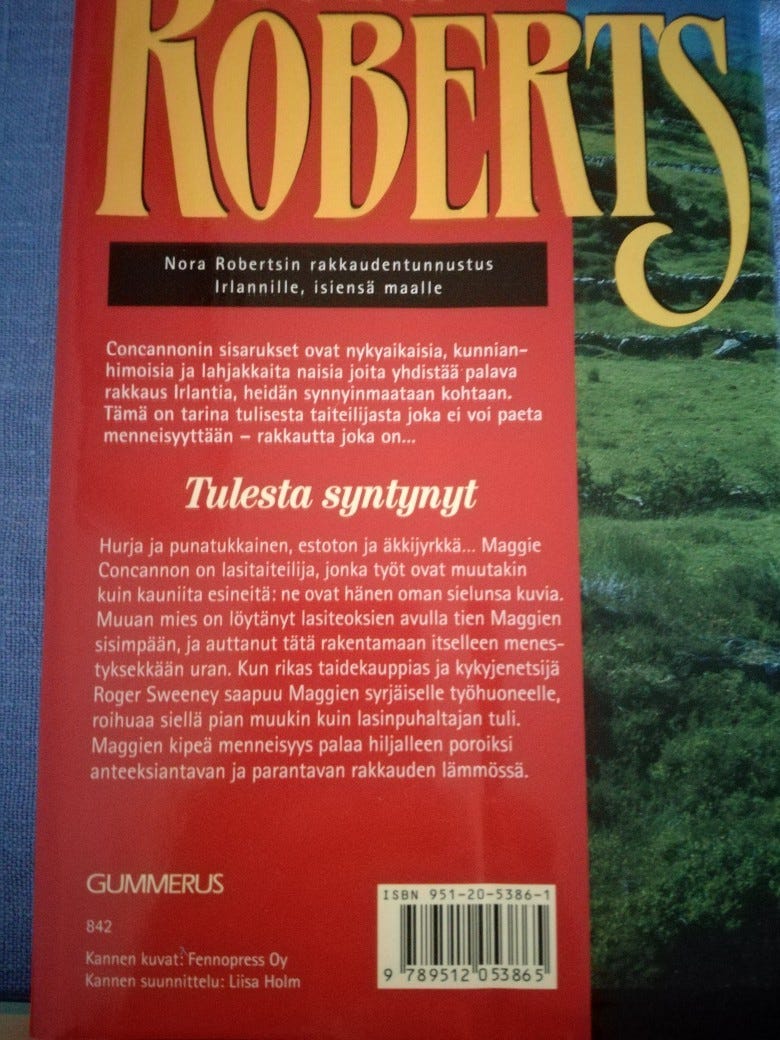 ROBERTS
Nora Robertsin rakkaudentunnustus
Irlannille, isiensä maalle
Concannonin sisarukset ovat nykyaikaisia, kunnian-
himoisia ja lahjakkaita naisia joita yhdistää palava
rakkaus Irlantia, heidän synnyinmaataan kohtaan.
Tämä on tarina tulisesta taiteilijasta joka ei voi paeta
menneisyyttään – rakkautta joka on...
Tulesta syntynyt
Hurja ja punatukkainen, estoton ja äkkijyrkkä... Maggie
Concannon on lasitaiteilija, jonka työt ovat muutakin
kuin kauniita esineitä: ne ovat hänen oman sielunsa kuvia.
Muuan mies on löytänyt lasiteoksien avulla tien Maggien
sisimpään, ja auttanut tätä rakentamaan itselleen menes-
tyksekkään uran. Kun rikas taidekauppias ja kykyjenetsijä
Roger Sweeney saapuu Maggien syrjäiselle työhuoneelle,
roihuaa siellä pian muukin kuin lasinpuhaltajan tuli.
Maggien kipeä menneisyys palaa hiljalleen poroiksi
anteeksiantavan ja parantavan rakkauden lämmössä.
GUMMERUS
842
Kannen kuvat: Fennopress Oy
Kannen suunnittelu: Liisa Holm
ISBN 951-20-5386-1
9 789512 053865